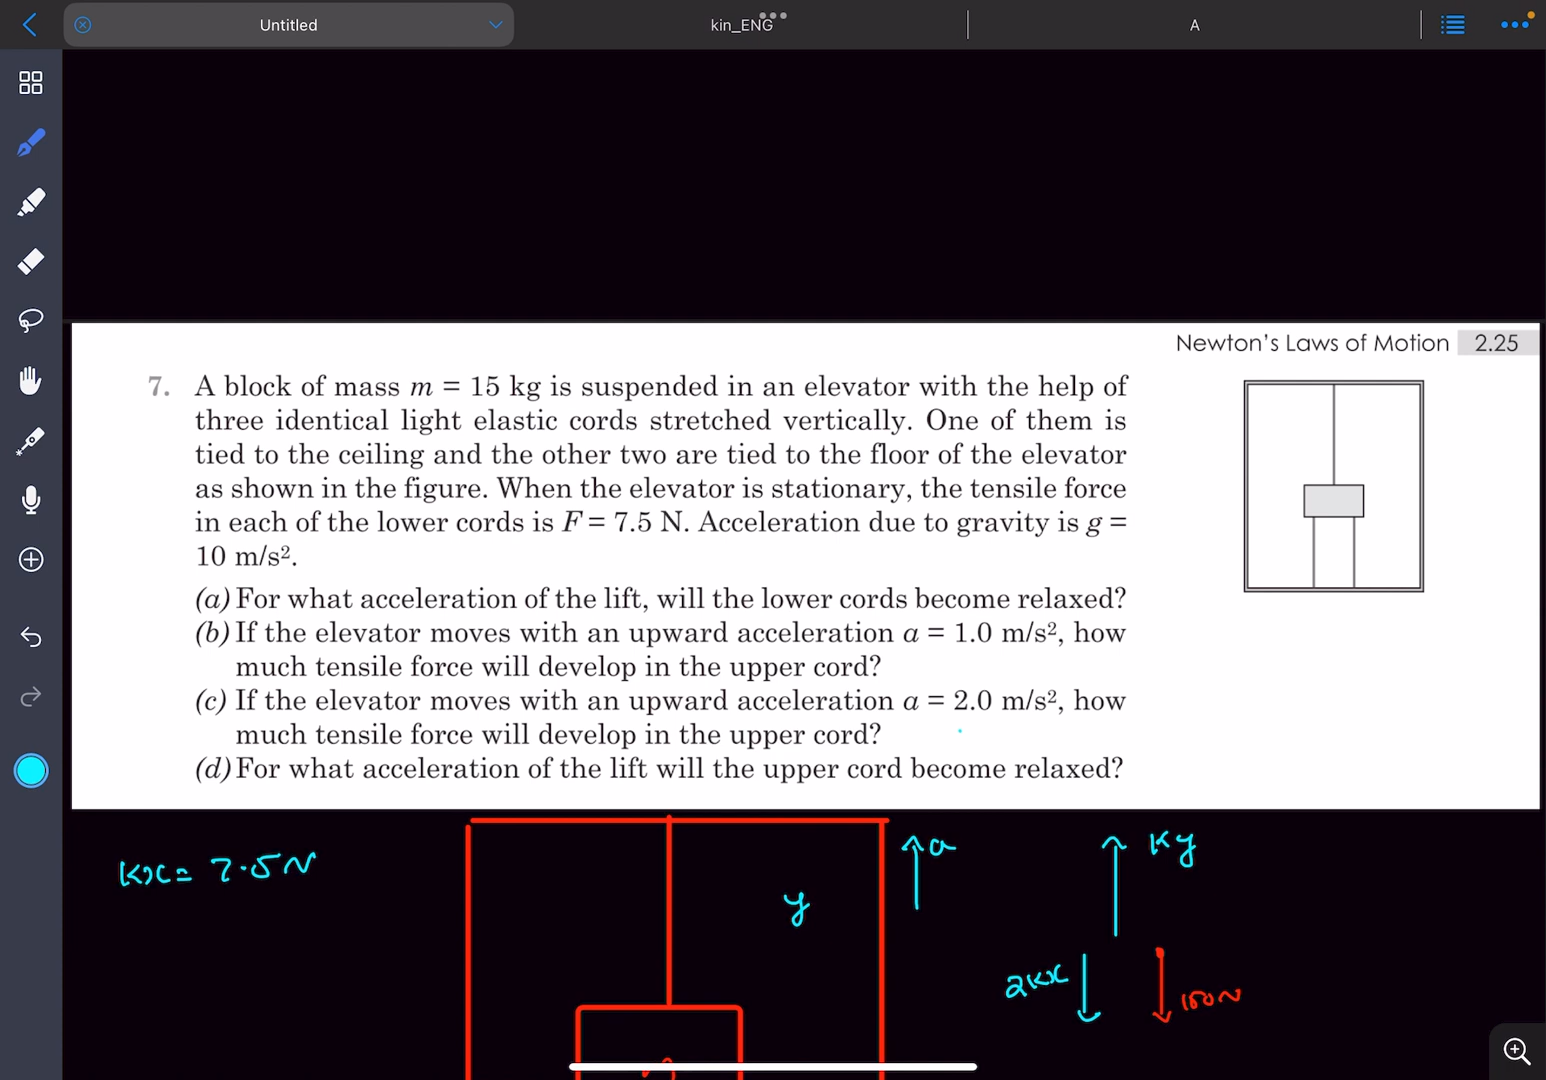 Untitled
kin_ENG
A
Newton's Laws of Motion 2.25
7. A block of mass m = 15 kg is suspended in an elevator with the help of
three identical light elastic cords stretched vertically. One of them is
tied to the ceiling and the other two are tied to the floor of the elevator
as shown in the figure. When the elevator is stationary, the tensile force
in each of the lower cords is F = 7.5 N. Acceleration due to gravity is g =
10 m/s².
(a) For what acceleration of the lift, will the lower cords become relaxed?
(b) If the elevator moves with an upward acceleration a = 1.0 m/s², how
much tensile force will develop in the upper cord?
(c) If the elevator moves with an upward acceleration a = 2.0 m/s², how
much tensile force will develop in the upper cord?
(d) For what acceleration of the lift will the upper cord become relaxed?
kx = 7.5N
y
a
ky
2kx
150N